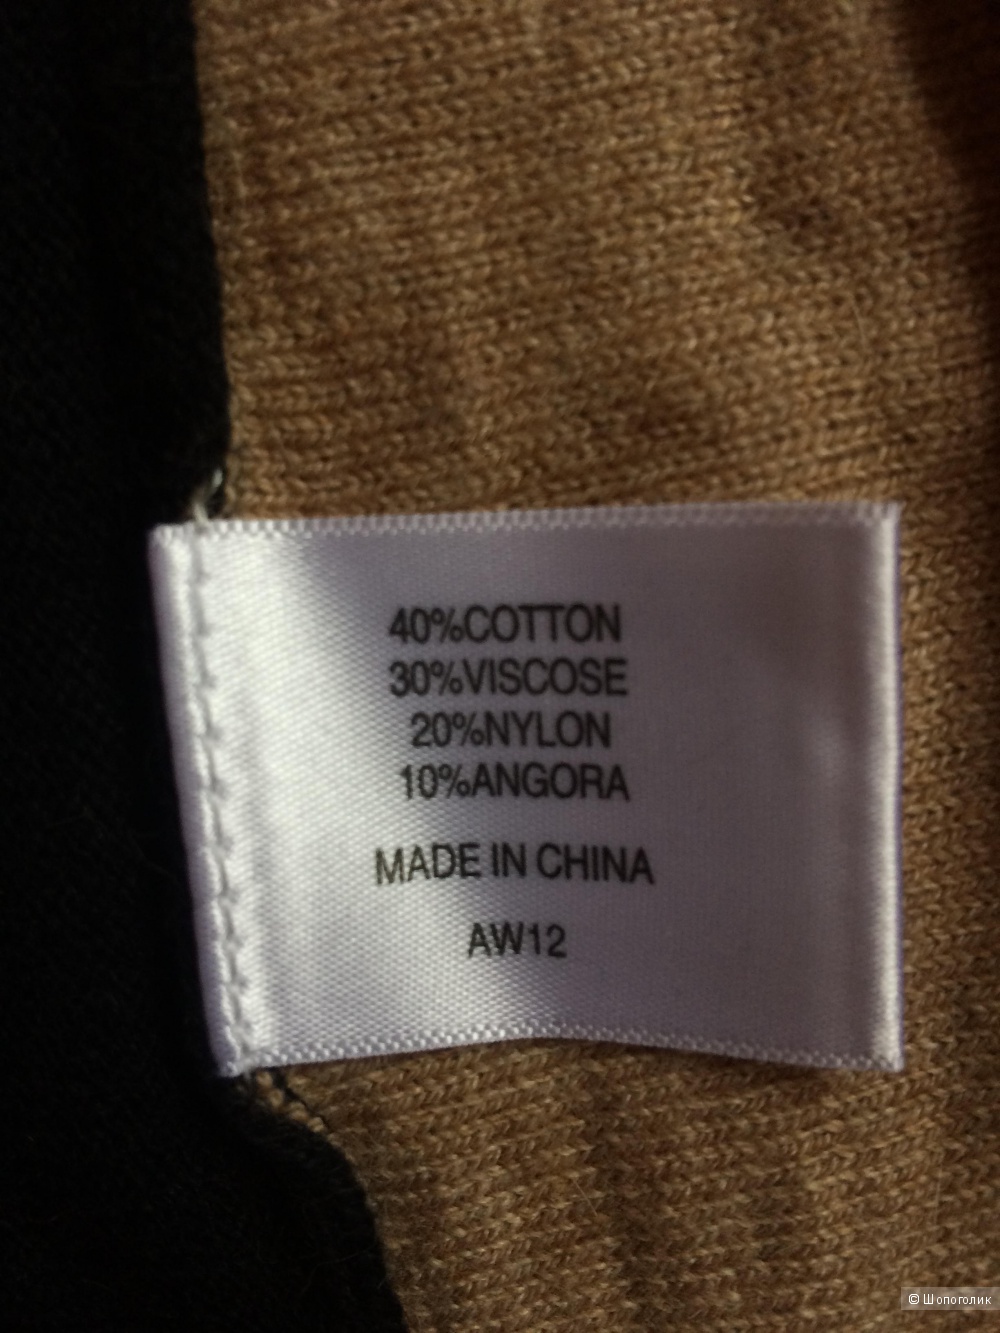 40%COTTON
30%VISCOSE
20%NYLON
10%ANGORA
MADE IN CHINA
AW12
© Шопоголик